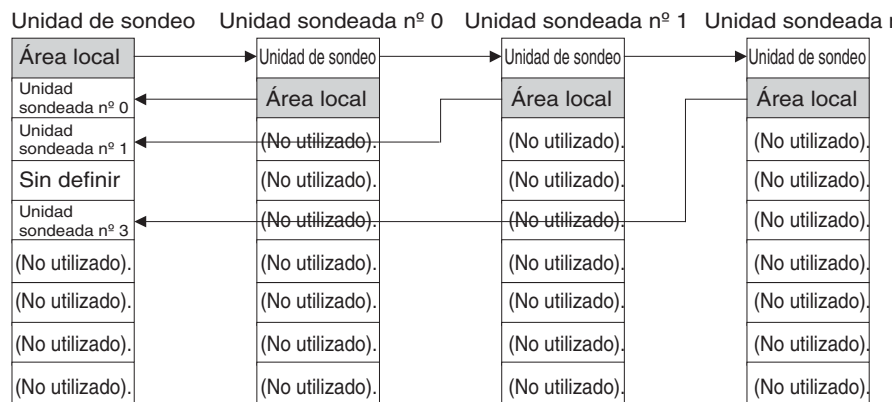 Unidad de sondeo Unidad sondeada nº 0 Unidad sondeada nº 1 Unidad sondeada
Área local Unidad de sondeo Unidad de sondeo Unidad de sondeo
Unidad
sondeada nº 0 Área local Área local Área local
Unidad
sondeada nº 1 (No utilizado). (No utilizado). (No utilizado).
Sin definir (No utilizado). (No utilizado). (No utilizado).
Unidad
sondeada nº 3 (No utilizado). (No utilizado). (No utilizado).
(No utilizado). (No utilizado). (No utilizado). (No utilizado).
(No utilizado). (No utilizado). (No utilizado). (No utilizado).
(No utilizado). (No utilizado). (No utilizado). (No utilizado).
(No utilizado). (No utilizado). (No utilizado). (No utilizado).